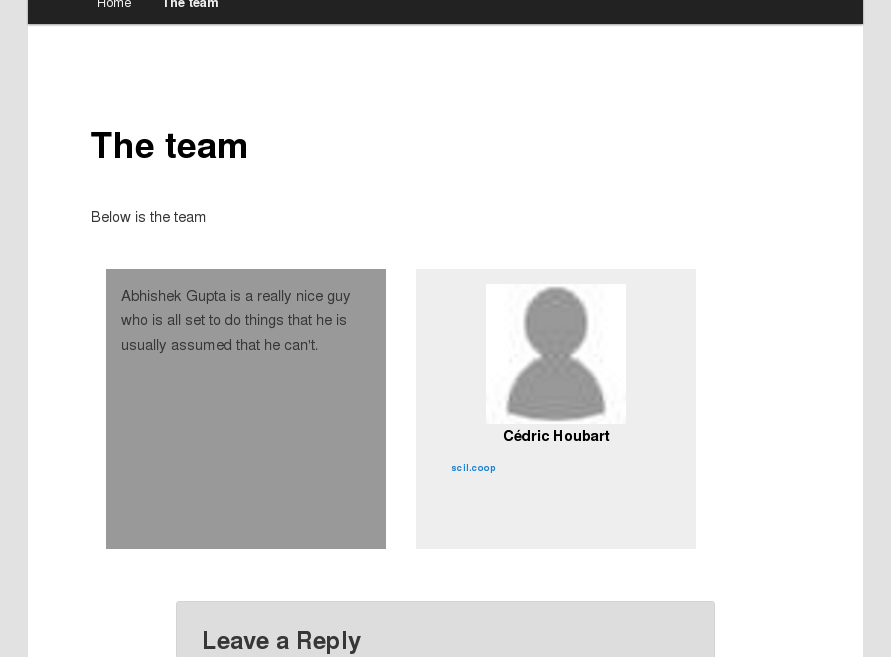 Home The team
The team
Below is the team
Abhishek Gupta is a really nice guy
who is all set to do things that he is
usually assumed that he can't.
Cédric Houbart
scil.coop
Leave a Reply